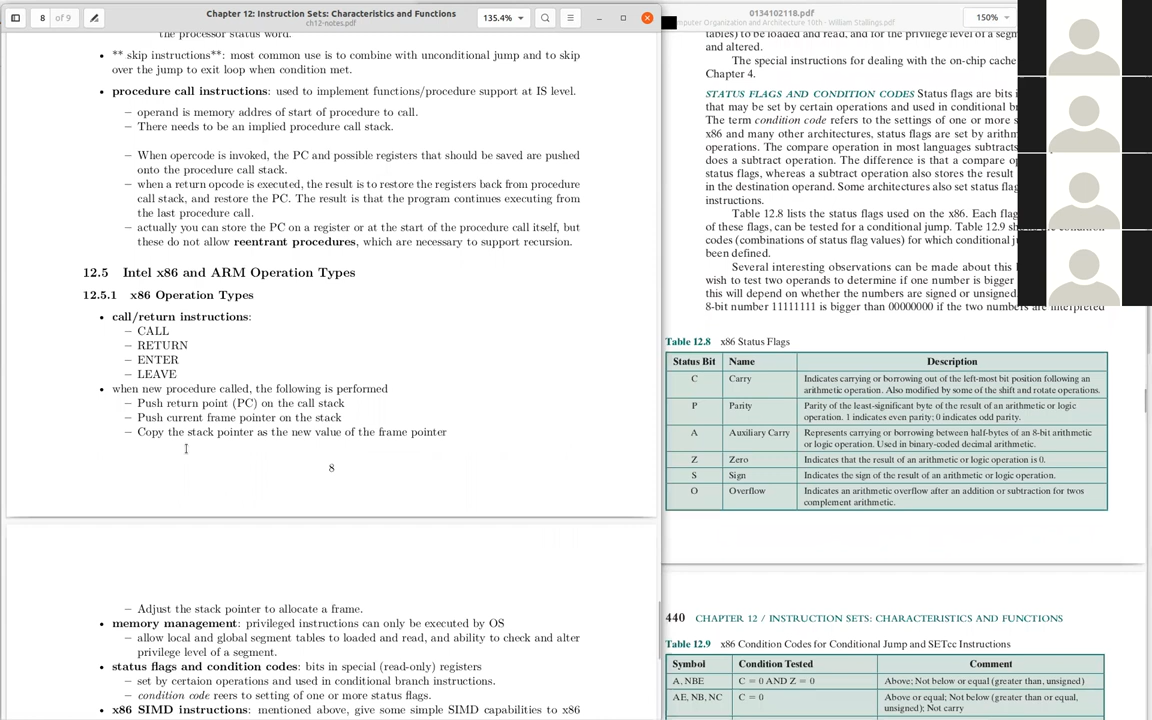 8 of 9
Chapter 12: Instruction Sets: Characteristics and Functions
ch12-notes.pdf
135.4%
the processor status word.
• ** skip instructions**: most common use is to combine with unconditional jump and to skip
over the jump to exit loop when condition met.
• procedure call instructions: used to implement functions/procedure support at IS level.
– operand is memory addres of start of procedure to call.
– There needs to be an implied procedure call stack.
– When opercode is invoked, the PC and possible registers that should be saved are pushed
onto the procedure call stack.
– when a return opcode is executed, the result is to restore the registers back from procedure
call stack, and restore the PC. The result is that the program continues executing from
the last procedure call.
– actually you can store the PC on a register or at the start of the procedure call itself, but
these do not allow reentrant procedures, which are necessary to support recursion.
12.5 Intel x86 and ARM Operation Types
12.5.1 x86 Operation Types
• call/return instructions:
– CALL
– RETURN
– ENTER
– LEAVE
• when new procedure called, the following is performed
– Push return point (PC) on the call stack
– Push current frame pointer on the stack
– Copy the stack pointer as the new value of the frame pointer
8
– Adjust the stack pointer to allocate a frame.
• memory management: privileged instructions can only be executed by OS
– allow local and global segment tables to loaded and read, and ability to check and alter
privilege level of a segment.
• status flags and condition codes: bits in special (read-only) registers
– set by certaion operations and used in conditional branch instructions.
– condition code reers to setting of one or more status flags.
• x86 SIMD instructions: mentioned above, give some simple SIMD capabilities to x86
0134102118.pdf
puter Organization and Architecture 10th - William Stallings.pdf
150%
tables) to be loaded and read, and for the privilege level of a segm
and altered.
The special instructions for dealing with the on-chip cache
Chapter 4.
STATUS FLAGS AND CONDITION CODES Status flags are bits i
that may be set by certain operations and used in conditional br
The term condition code refers to the settings of one or more s
x86 and many other architectures, status flags are set by arithm
operations. The compare operation in most languages subtracts
does a subtract operation. The difference is that a compare op
status flags, whereas a subtract operation also stores the result
in the destination operand. Some architectures also set status flag
instructions.
Table 12.8 lists the status flags used on the x86. Each flag
of these flags, can be tested for a conditional jump. Table 12.9 sh
codes (combinations of status flag values) for which conditional j
been defined.
Several interesting observations can be made about this
wish to test two operands to determine if one number is bigger
this will depend on whether the numbers are signed or unsigned.
8-bit number 11111111 is bigger than 00000000 if the two numbers are interpreted
Table 12.8 x86 Status Flags
Status Bit Name Description
C Carry Indicates carrying or borrowing out of the left-most bit position following an
arithmetic operation. Also modified by some of the shift and rotate operations.
P Parity Parity of the least-significant byte of the result of an arithmetic or logic
operation. 1 indicates even parity; 0 indicates odd parity.
A Auxiliary Carry Represents carrying or borrowing between half-bytes of an 8-bit arithmetic
or logic operation. Used in binary-coded decimal arithmetic.
Z Zero Indicates that the result of an arithmetic or logic operation is 0.
S Sign Indicates the sign of the result of an arithmetic or logic operation.
O Overflow Indicates an arithmetic overflow after an addition or subtraction for twos
complement arithmetic.
440 CHAPTER 12 / INSTRUCTION SETS: CHARACTERISTICS AND FUNCTIONS
Table 12.9 x86 Condition Codes for Conditional Jump and SETcc Instructions
Symbol Condition Tested Comment
A, NBE C = 0 AND Z = 0 Above; Not below or equal (greater than, unsigned)
AE, NB, NC C = 0 Above or equal; Not below (greater than or equal,
unsigned); Not carry